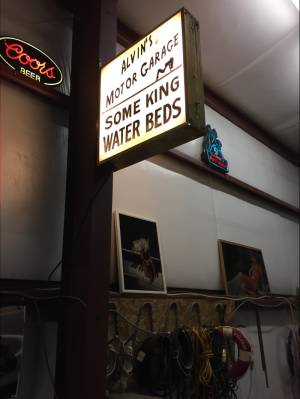 Coors
BEER
ALVIN'S
MOTOR GARAGE
SOME KING
WATER BEDS